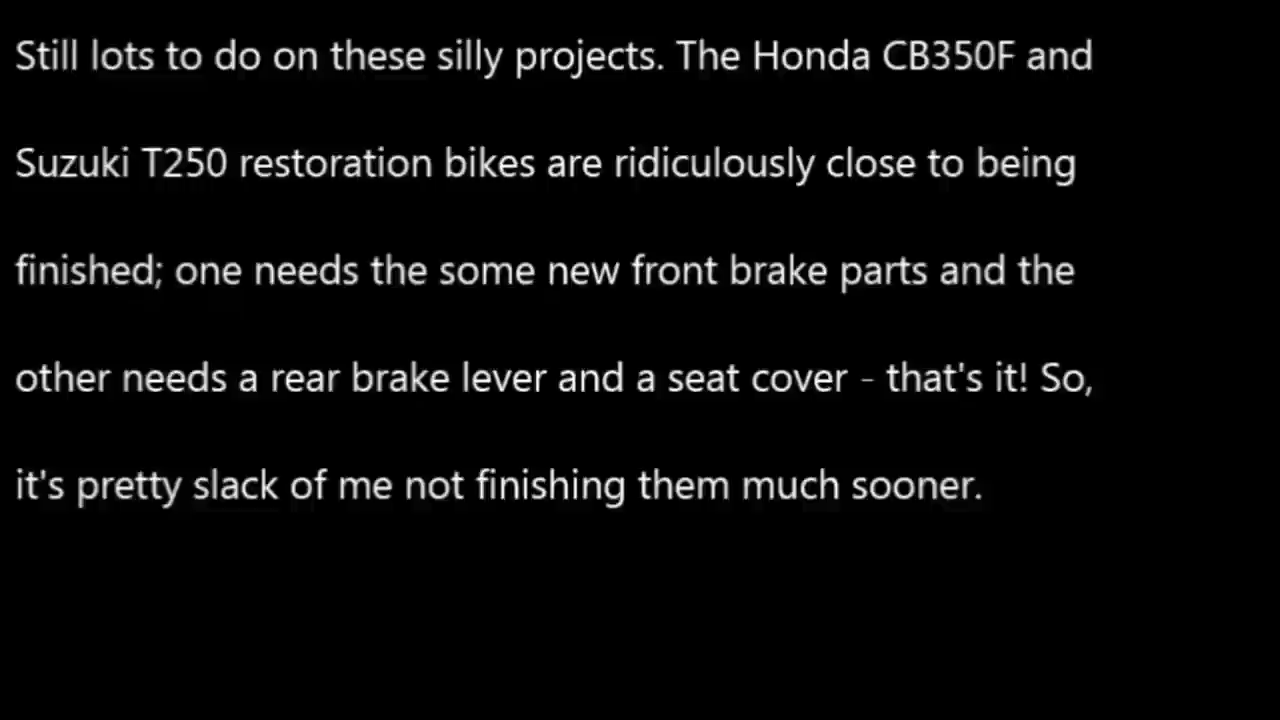 Still lots to do on these silly projects. The Honda CB350F and
Suzuki T250 restoration bikes are ridiculously close to being
finished; one needs the some new front brake parts and the
other needs a rear brake lever and a seat cover - that's it! So,
it's pretty slack of me not finishing them much sooner.